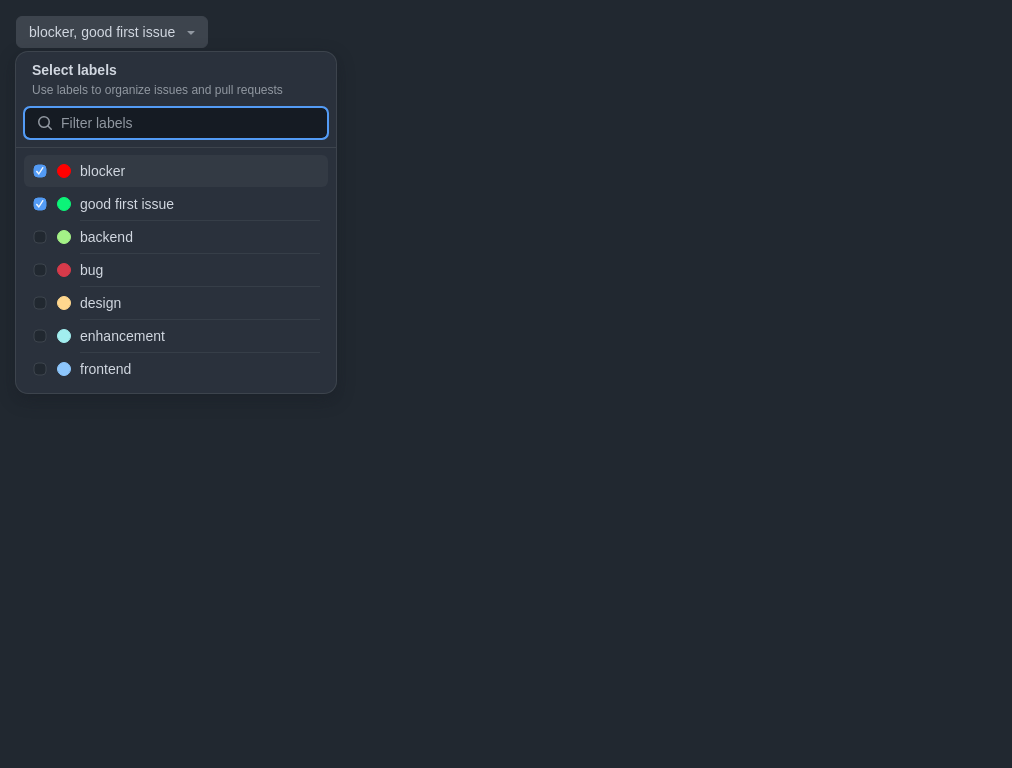 blocker, good first issue
Select labels
Use labels to organize issues and pull requests
Filter labels
blocker
good first issue
backend
bug
design
enhancement
frontend